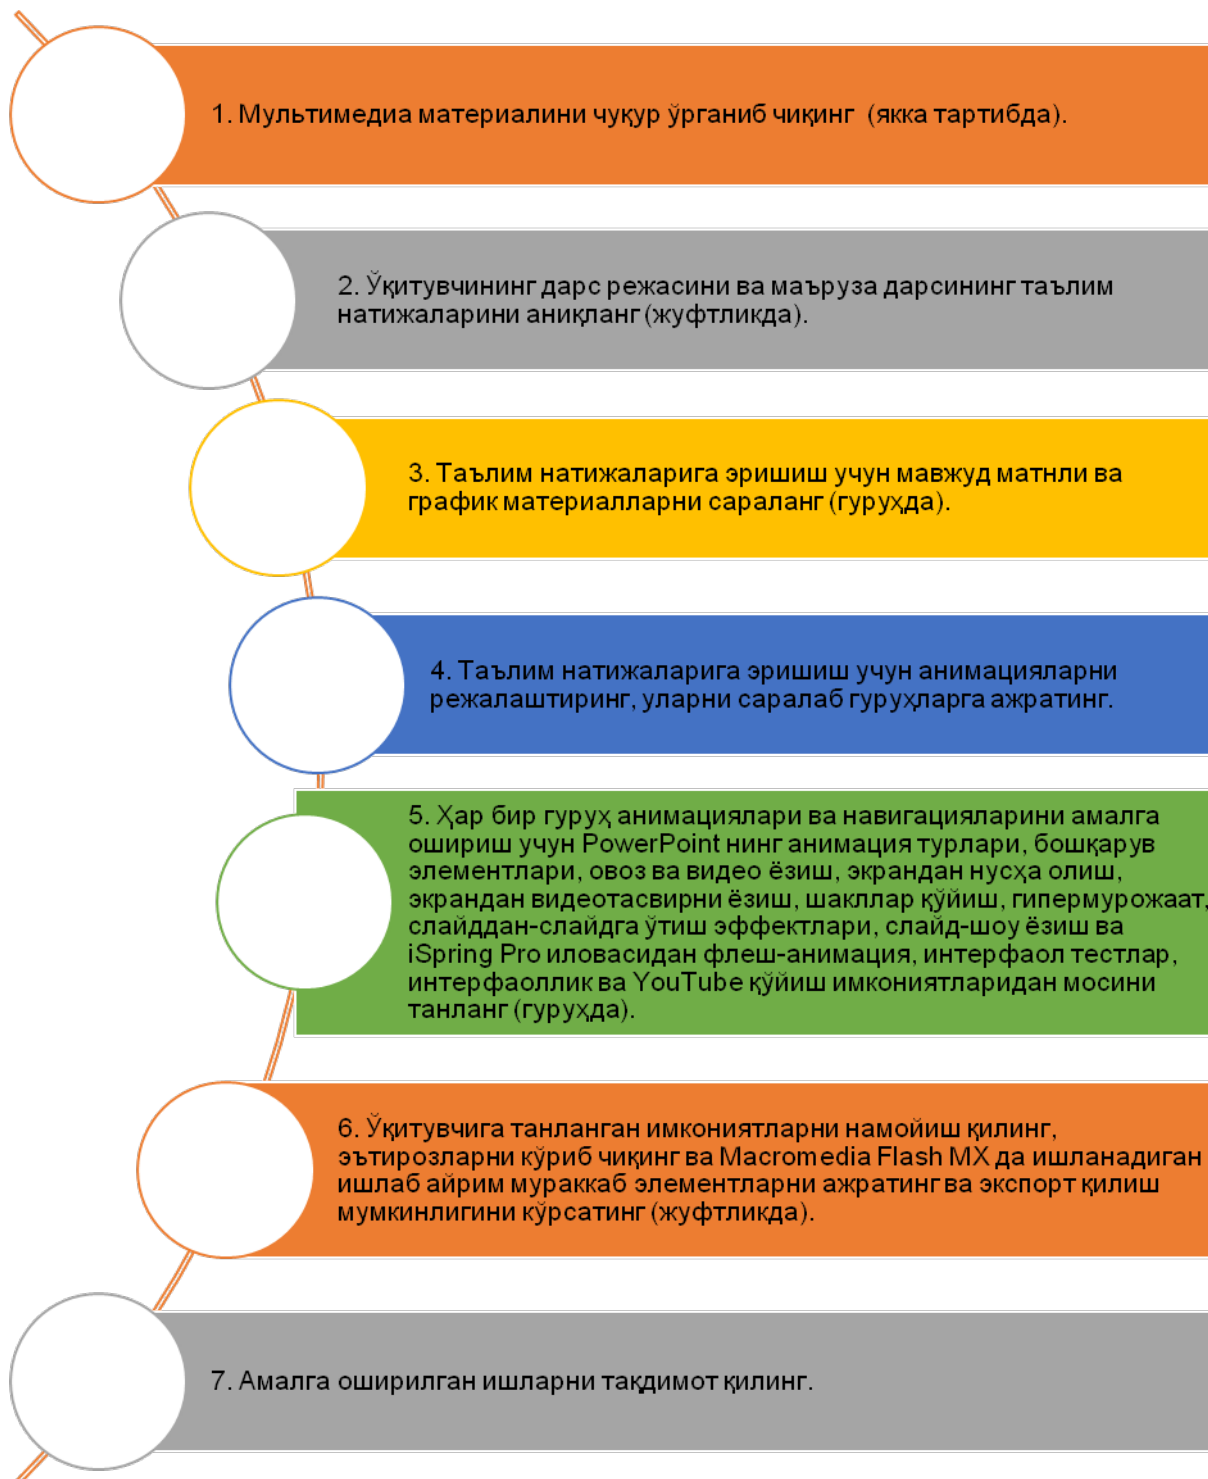 1. Мультимедиа материалини чуқур ўрганиб чиқинг (якка тартибда).
2. Ўқитувчининг дарс режасини ва маъруза дарсининг таълим
натижаларини аниқланг (жуфтликда).
3. Таълим натижаларига эришиш учун мавжуд матнли ва
график материалларни сараланг (гуруҳда).
4. Таълим натижаларига эришиш учун анимацияларни
режалаштиринг, уларни саралаб гуруҳларга ажратинг.
5. Ҳар бир гуруҳ анимациялари ва навигацияларини амалга
ошириш учун PowerPoint нинг анимация турлари, бошқарув
элементлари, овоз ва видео ёзиш, экрандан нусҳа олиш,
экрандан видеотасвирни ёзиш, шакллар қўйиш, гипермурожаат,
слайддан-слайдга ўтиш эффектлари, слайд-шоу ёзиш ва
iSpring Pro иловасидан флеш-анимация, интерфаол тестлар,
интерфаоллик ва YouTube қўйиш имкониятларидан мосини
танланг (гуруҳда).
6. Ўқитувчига танланган имкониятларни намойиш қилинг,
эътирозларни кўриб чиқинг ва Macromedia Flash MX да ишланадиган
ишлаб айрим мураккаб элементларни ажратинг ва экспорт қилиш
мумкинлигини кўрсатинг (жуфтликда).
7. Амалга оширилган ишларни тақдимот қилинг.